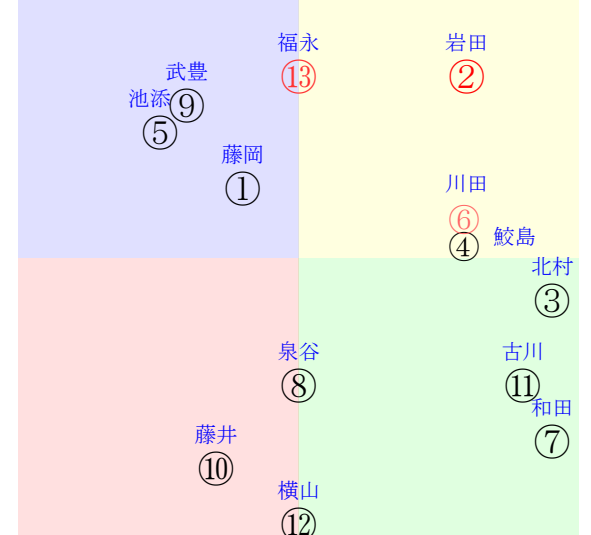 福永
⑬
岩田
②
武豊
⑨
池添
⑤
藤岡
①
川田
⑥
④
鮫島
北村
③
泉谷
⑧
古川
⑪
和田
⑦
藤井
⑩
横山
⑫